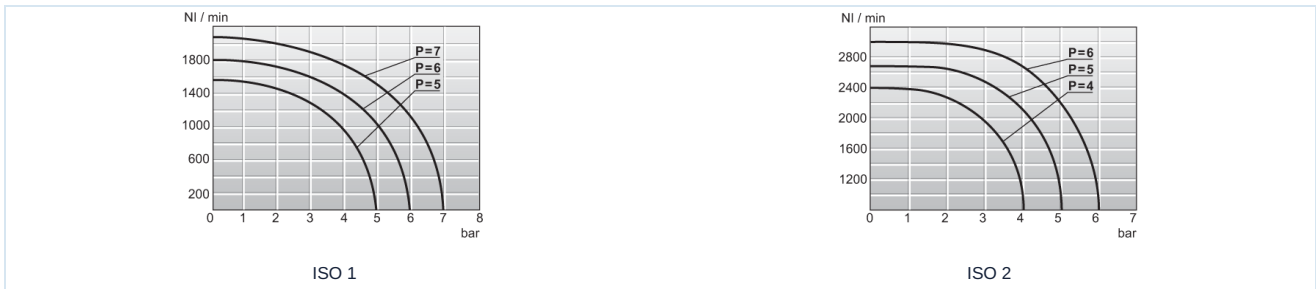 Nl / min
1800
1400
1000
600
200
0 1 2 3 4 5 6 7 8
bar
P=7
P=6
P=5
ISO 1
Nl / min
2800
2400
2000
1600
1200
0 1 2 3 4 5 6 7
bar
P=6
P=5
P=4
ISO 2